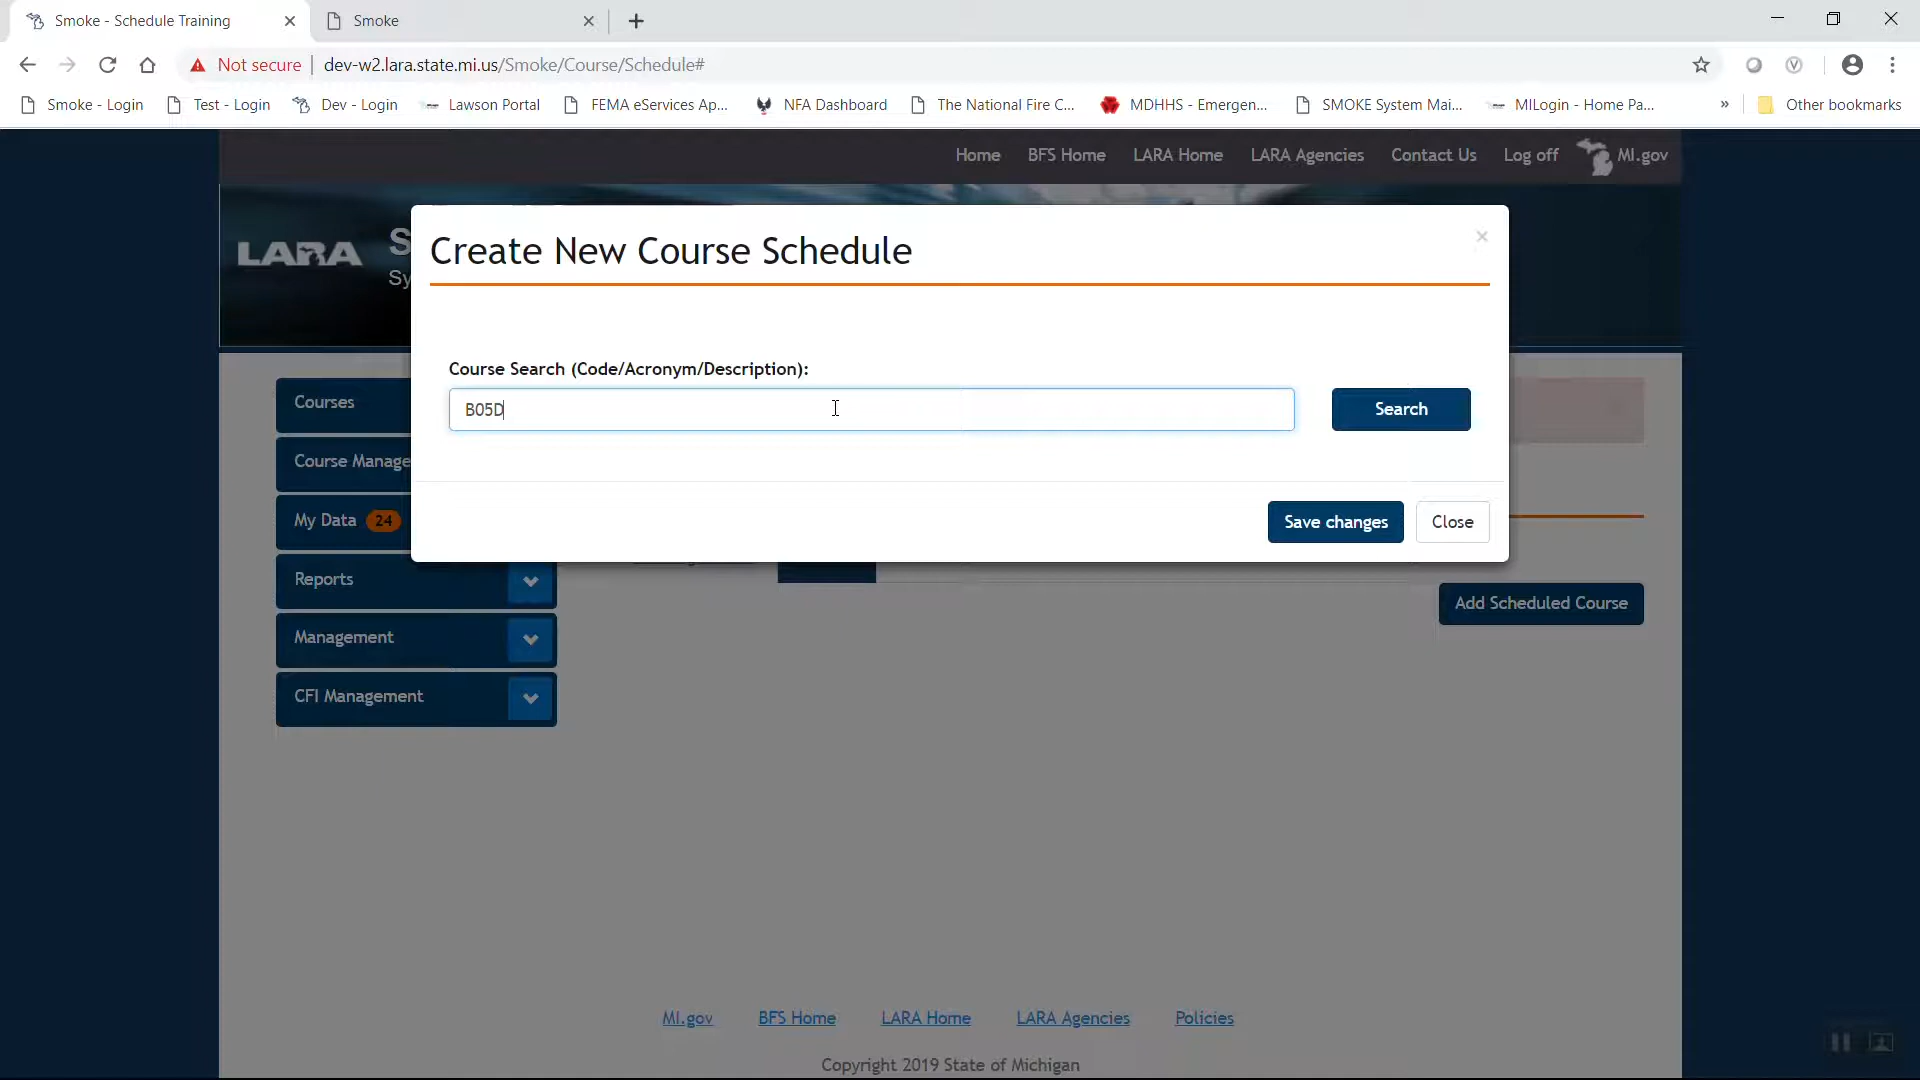 Smoke - Schedule Training
Smoke
Not secure | dev-w2.lara.state.mi.us/Smoke/Course/Schedule#
Smoke - Login
Test - Login
Dev - Login
Lawson Portal
FEMA eServices Ap...
NFA Dashboard
The National Fire C...
MDHHS - Emergen...
SMOKE System Mai...
MILogin - Home Pa...
»
Other bookmarks
Home
BFS Home
LARA Home
LARA Agencies
Contact Us
Log off
MI.gov
LARA
S
Sy
Create New Course Schedule
×
Course Search (Code/Acronym/Description):
B05D
Search
Save changes
Close
Courses
Course Manage
My Data 24
Reports
Management
CFI Management
Add Scheduled Course
MI.gov
BFS Home
LARA Home
LARA Agencies
Policies
Copyright 2019 State of Michigan